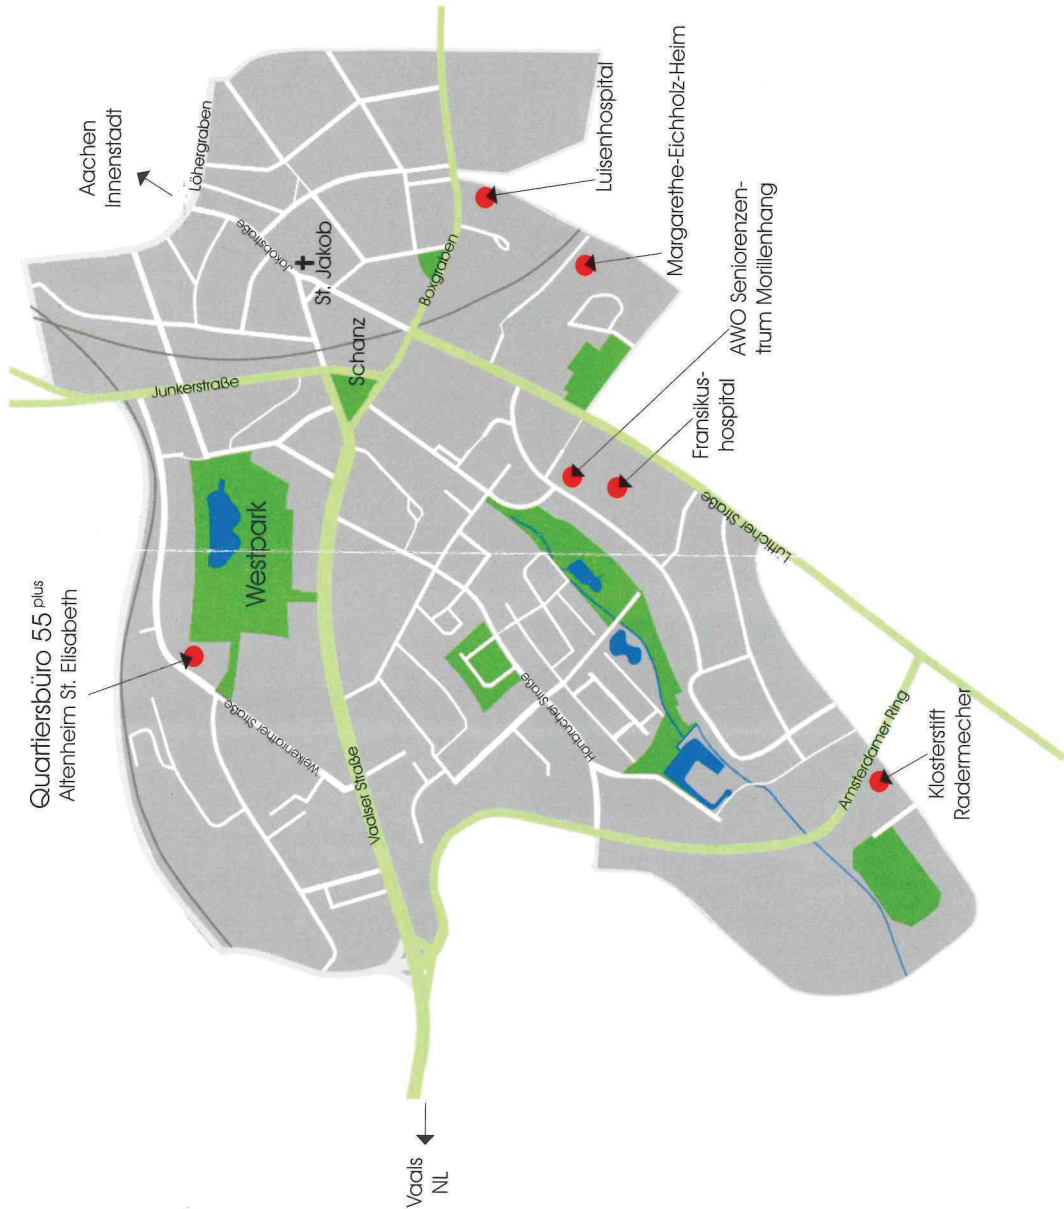 Aachen
Innenstadt
Löhergraben
Jakobstraße
St. Jakob
Quartiersbüro 55 plus
Altenheim St. Elisabeth
Junkerstraße
Westpark
Schanz
Boxgraben
Luisenhospital
Margarethe-Eichholz-Heim
AWO Seniorenzen-
trum Morillenhang
Fransikus-
hospital
Lütticher Straße
Welkenrather Straße
Vaalser Straße
Hanbrucher Straße
Amsterdamer Ring
Klosterstift
Radermecher
Vaals
NL